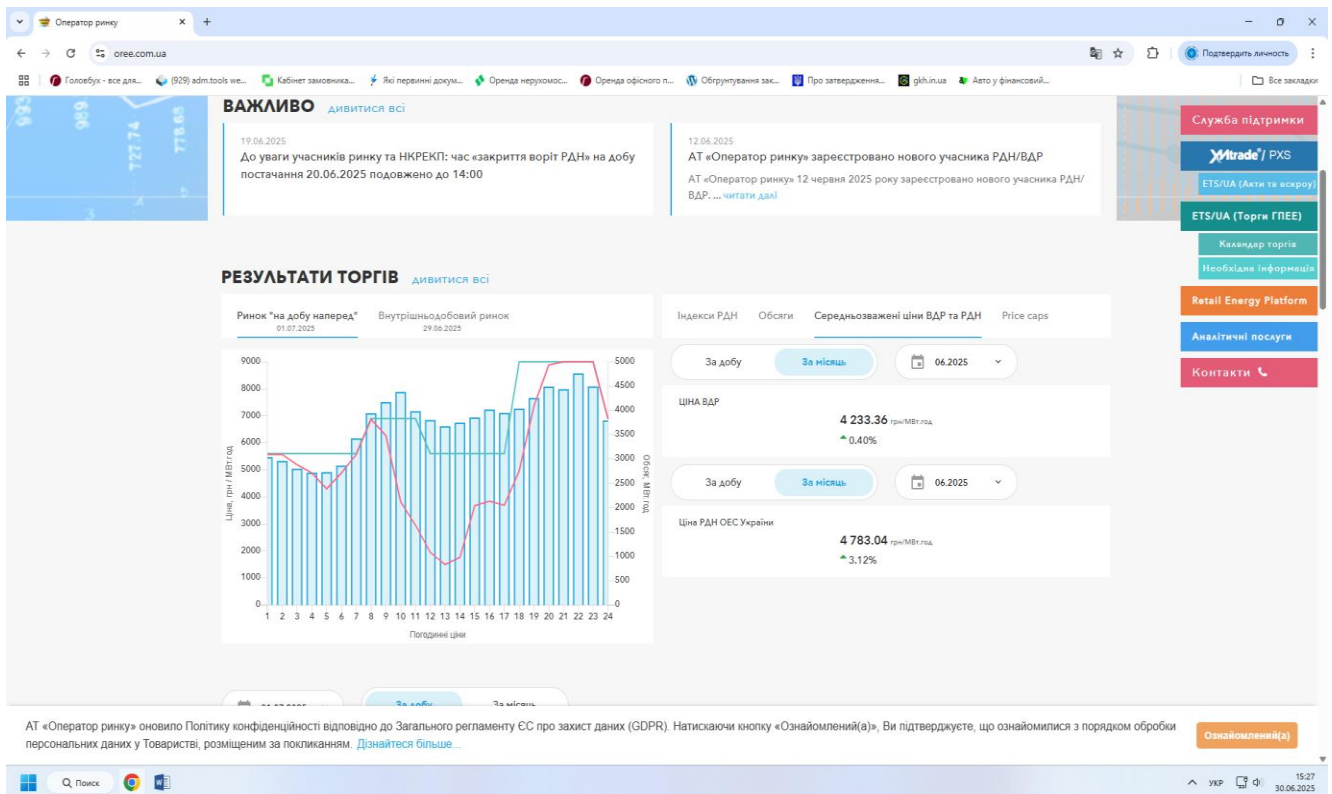 Оператор ринку
oree.com.ua
Подтвердить личность
Головбух - все для...
(929) adm.tools we...
Кабінет замовника...
Які первинні докум...
Оренда нерухомос...
Оренда офісного п...
Обґрунтування зак...
Про затвердження...
gkh.in.ua
Авто у фінансовий...
Все закладки
993
989
727.74
778.65
3
ВАЖЛИВО дивитися всі
19.06.2025
До уваги учасників ринку та НКРЕКП: час «закриття воріт РДН» на добу
постачання 20.06.2025 подовжено до 14:00
12.06.2025
АТ «Оператор ринку» зареєстровано нового учасника РДН/ВДР
АТ «Оператор ринку» 12 червня 2025 року зареєстровано нового учасника РДН/
ВДР. ... читати далі
Служба підтримки
XMtrade®/ PXS
ETS/UA (Акти та ескроу)
ETS/UA (Торги ГПЕЕ)
Календар торгів
Необхідна інформація
Retail Energy Platform
Аналітичні послуги
Контакти
РЕЗУЛЬТАТИ ТОРГІВ дивитися всі
Ринок "на добу наперед"
01.07.2025
Внутрішньодобовий ринок
29.06.2025
9000
8000
7000
6000
5000
4000
3000
2000
1000
0
Ціна, грн / МВт.год
5000
4500
4000
3500
3000
2500
2000
1500
1000
500
0
Обсяг, МВт.год
1 2 3 4 5 6 7 8 9 10 11 12 13 14 15 16 17 18 19 20 21 22 23 24
Погодинні ціни
Індекси РДН Обсяги Середньозважені ціни ВДР та РДН Price caps
За добу За місяць 06.2025
ЦІНА ВДР
4 233.36 грн/МВт.год
0.40%
За добу За місяць 06.2025
Ціна РДН ОЕС України
4 783.04 грн/МВт.год
3.12%
За добу За місяць
АТ «Оператор ринку» оновило Політику конфіденційності відповідно до Загального регламенту ЄС про захист даних (GDPR). Натискаючи кнопку «Ознайомлений(а)», Ви підтверджуєте, що ознайомилися з порядком обробки
персональних даних у Товаристві, розміщеним за покликанням. Дізнайтеся більше...
Ознайомлений(а)
Поиск
УКР
15:27
30.06.2025